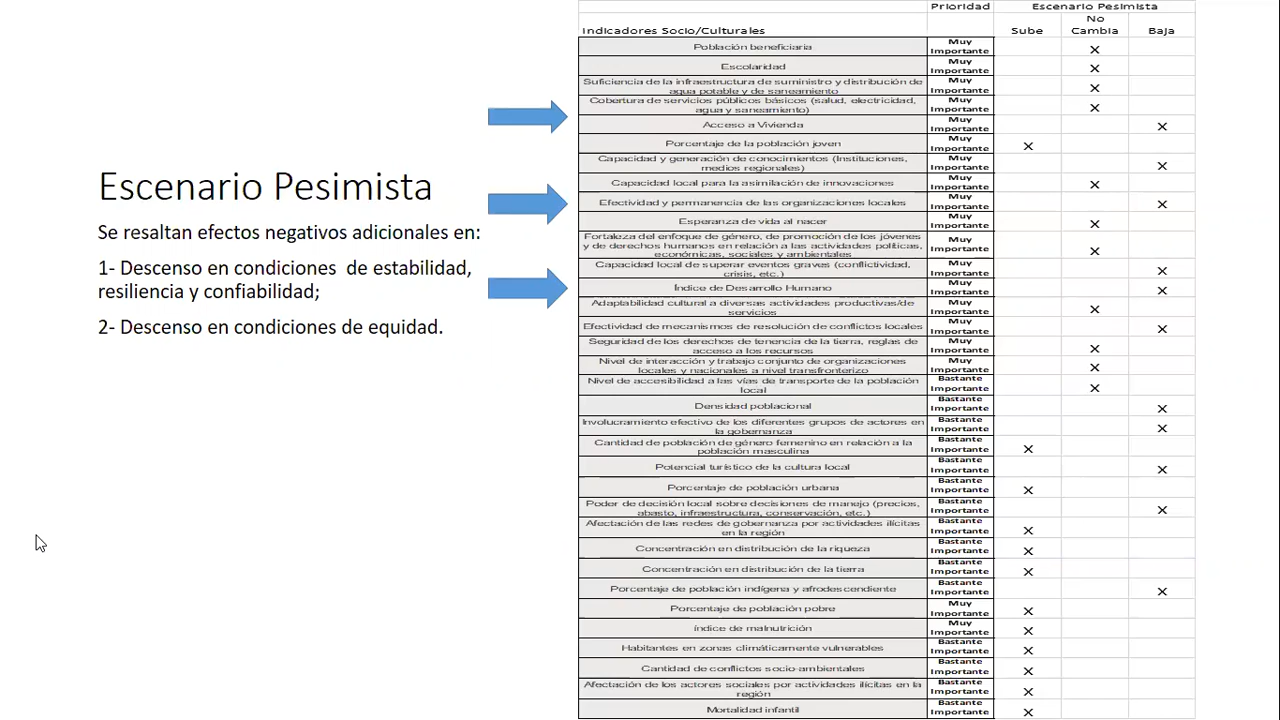 Escenario Pesimista
Se resaltan efectos negativos adicionales en:
1- Descenso en condiciones de estabilidad,
resiliencia y confiabilidad;
2- Descenso en condiciones de equidad.
Prioridad Escenario Pesimista
Indicadores Socio/Culturales Sube No Cambia Baja
Población beneficiaria Muy Importante X
Escolaridad Muy Importante X
Suficiencia de la infraestructura de suministro y distribución de
agua potable y de saneamiento Muy Importante X
Cobertura de servicios públicos básicos (salud, electricidad,
agua y saneamiento) Muy Importante X
Acceso a Vivienda Muy Importante X
Porcentaje de la población joven Muy Importante X
Capacidad y generación de conocimientos (Instituciones,
medios regionales) Muy Importante X
Capacidad local para la asimilación de innovaciones Muy Importante X
Efectividad y permanencia de las organizaciones locales Muy Importante X
Esperanza de vida al nacer Muy Importante X
Fortaleza del enfoque de género, de promoción de los jóvenes
y de derechos humanos en relación a las actividades políticas,
económicas, sociales y ambientales Muy Importante X
Capacidad local de superar eventos graves (conflictividad,
crisis, etc.) Muy Importante X
Índice de Desarrollo Humano Muy Importante X
Adaptabilidad cultural a diversas actividades productivas/de
servicios Muy Importante X
Efectividad de mecanismos de resolución de conflictos locales Muy Importante X
Seguridad de los derechos de tenencia de la tierra, reglas de
acceso a los recursos Muy Importante X
Nivel de interacción y trabajo conjunto de organizaciones
locales y nacionales a nivel transfronterizo Muy Importante X
Nivel de accesibilidad a las vías de transporte de la población
local Bastante Importante X
Densidad poblacional Bastante Importante X
Involucramiento efectivo de los diferentes grupos de actores en
la gobernanza Bastante Importante X
Cantidad de población de género femenino en relación a la
población masculina Bastante Importante X
Potencial turístico de la cultura local Bastante Importante X
Porcentaje de población urbana Bastante Importante X
Poder de decisión local sobre decisiones de manejo (precios,
abasto, infraestructura, conservación, etc.) Bastante Importante X
Afectación de las redes de gobernanza por actividades ilícitas
en la región Bastante Importante X
Concentración en distribución de la riqueza Bastante Importante X
Concentración en distribución de la tierra Bastante Importante X
Porcentaje de población indígena y afrodescendiente Bastante Importante X
Porcentaje de población pobre Muy Importante X
índice de malnutrición Muy Importante X
Habitantes en zonas climáticamente vulnerables Bastante Importante X
Cantidad de conflictos socio-ambientales Bastante Importante X
Afectación de los actores sociales por actividades ilícitas en la
región Bastante Importante X
Mortalidad infantil Bastante Importante X